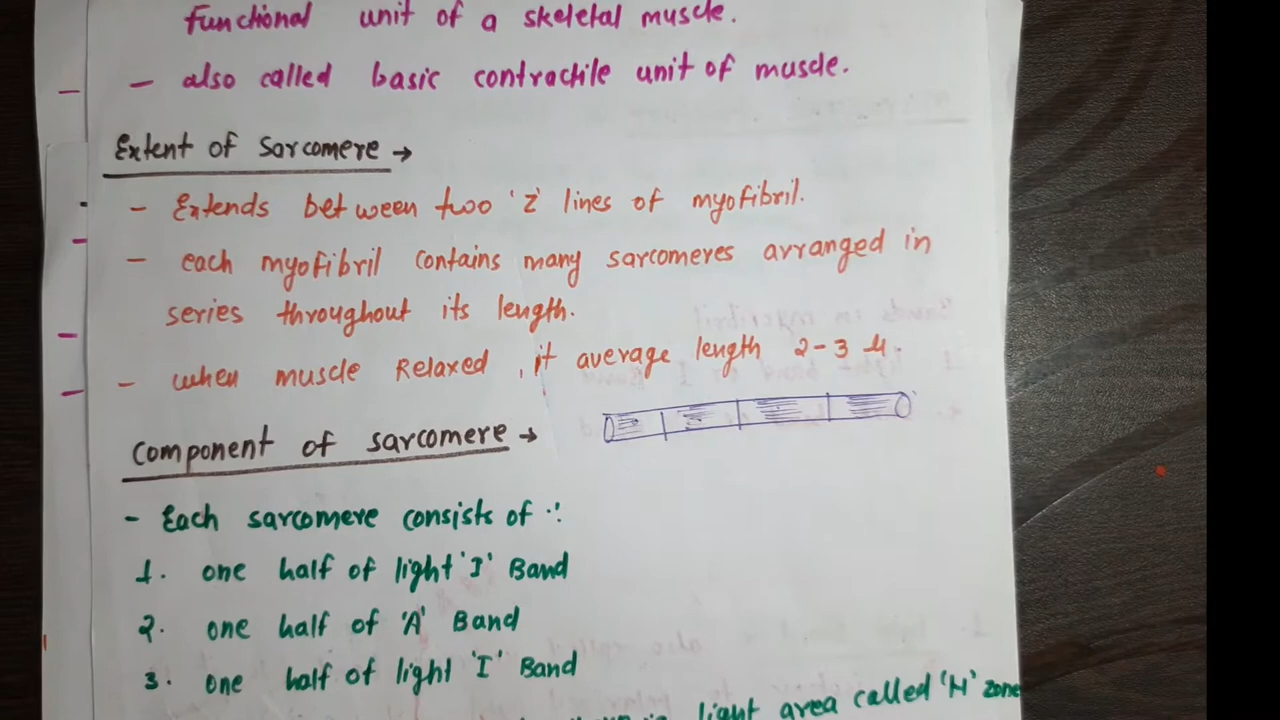 functional unit of a skeletal muscle.
- also called basic contractile unit of muscle.
Extent of Sarcomere →
- Extends between two 'Z' lines of myofibril.
- each myofibril contains many sarcomeres arranged in
series throughout its length.
- when muscle Relaxed, it average length 2-3 μ.
Component of sarcomere →
- Each sarcomere consists of :
1. one half of light 'I' Band
2. one half of 'A' Band
3. one half of light 'I' Band
light area called 'H' zone